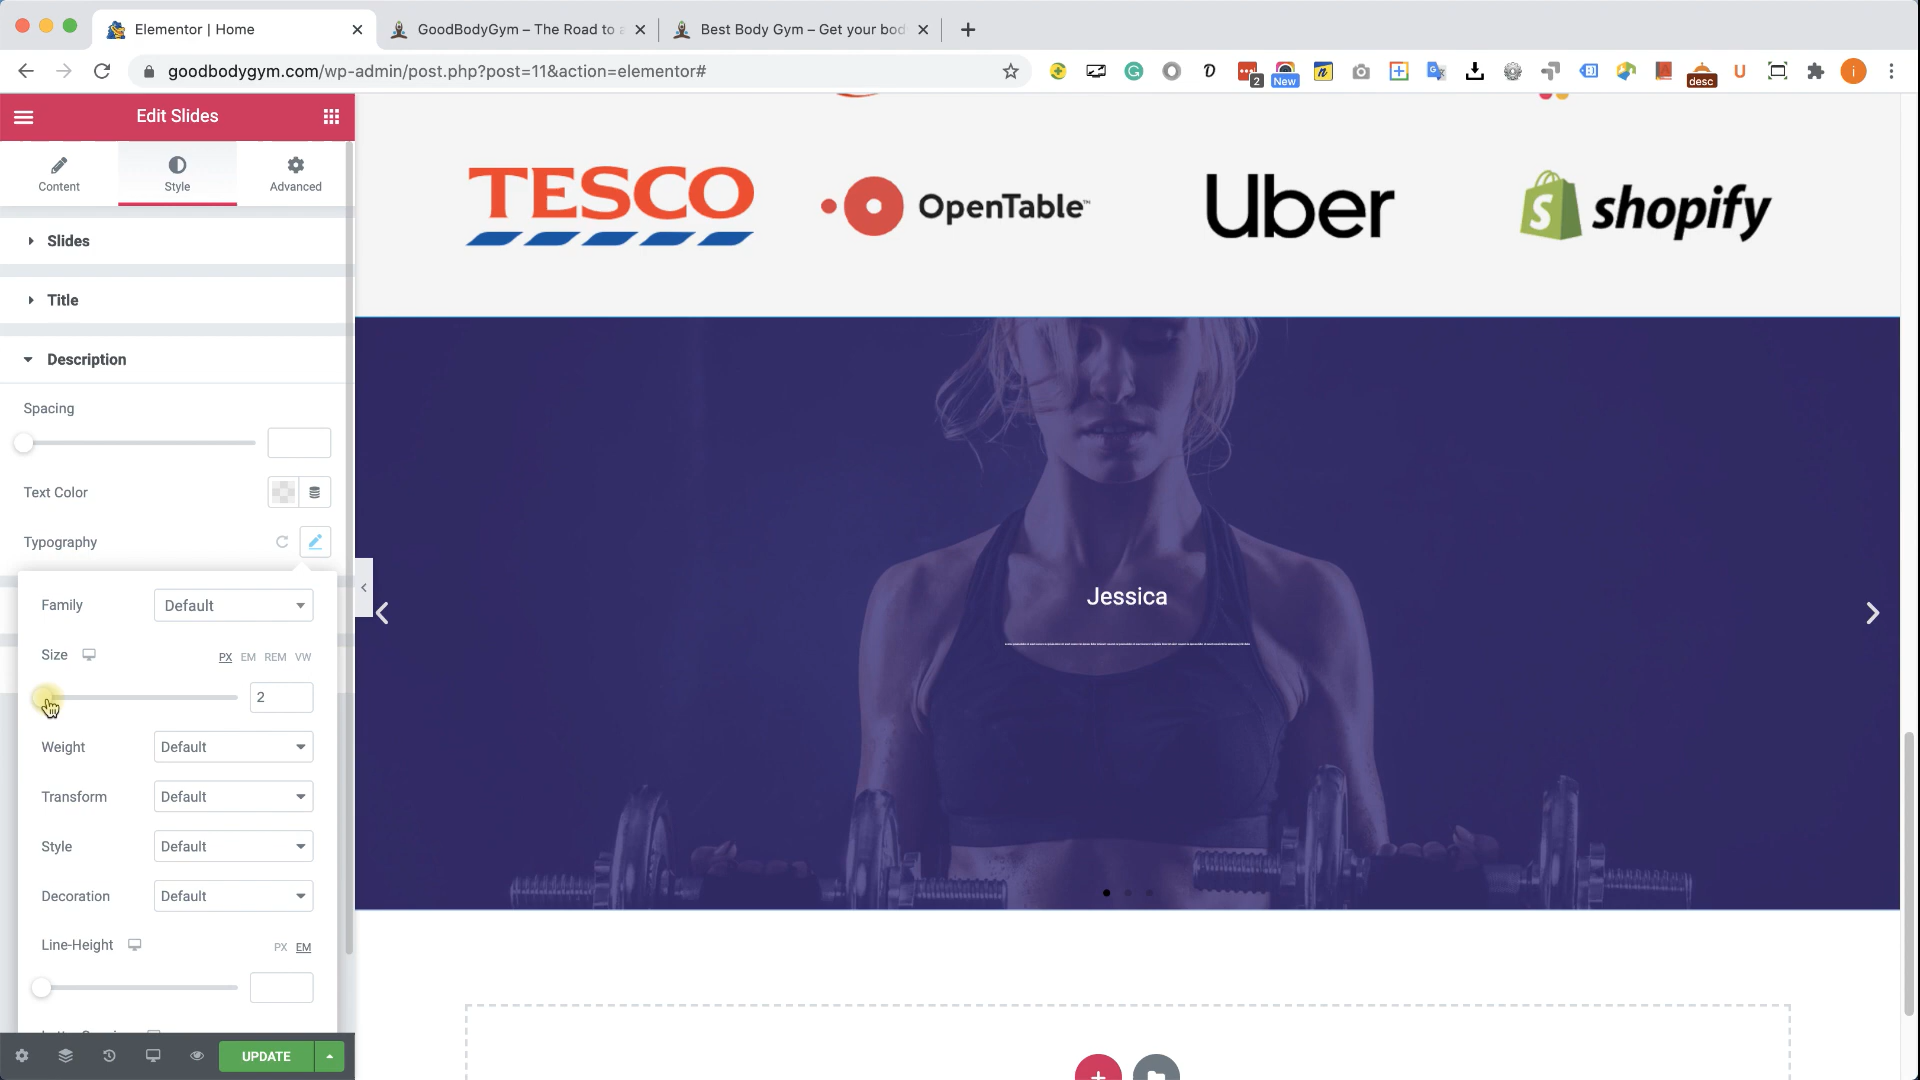 Elementor | Home
GoodBodyGym – The Road to a
Best Body Gym – Get your bod
goodbodygym.com/wp-admin/post.php?post=11&action=elementor#
2
New
desc
i
Edit Slides
Content
Style
Advanced
Slides
Title
Description
Spacing
Text Color
Typography
Family
Default
Size
PX EM REM VW
2
Weight
Default
Transform
Default
Style
Default
Decoration
Default
Line-Height
PX EM
UPDATE
TESCO
OpenTable™
Uber
shopify
Jessica